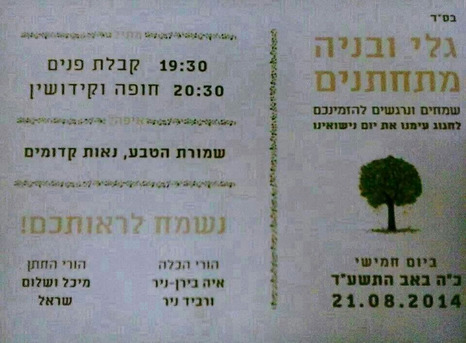 בס"ד
גלי ובניה
מתחתנים
שמחים ונרגשים להזמינכם
לחגוג עימנו את יום נישואינו
ביום חמישי
כ"ה באב התשע"ד
21.08.2014
מתי?
19:30 קבלת פנים
20:30 חופה וקידושין
איפה?
שמורת הטבע, נאות קדומים
נשמח לראותכם!
הורי הכלה
איה בירן-ניר
ורביד ניר
הורי החתן
מיכל ושלום
שראל